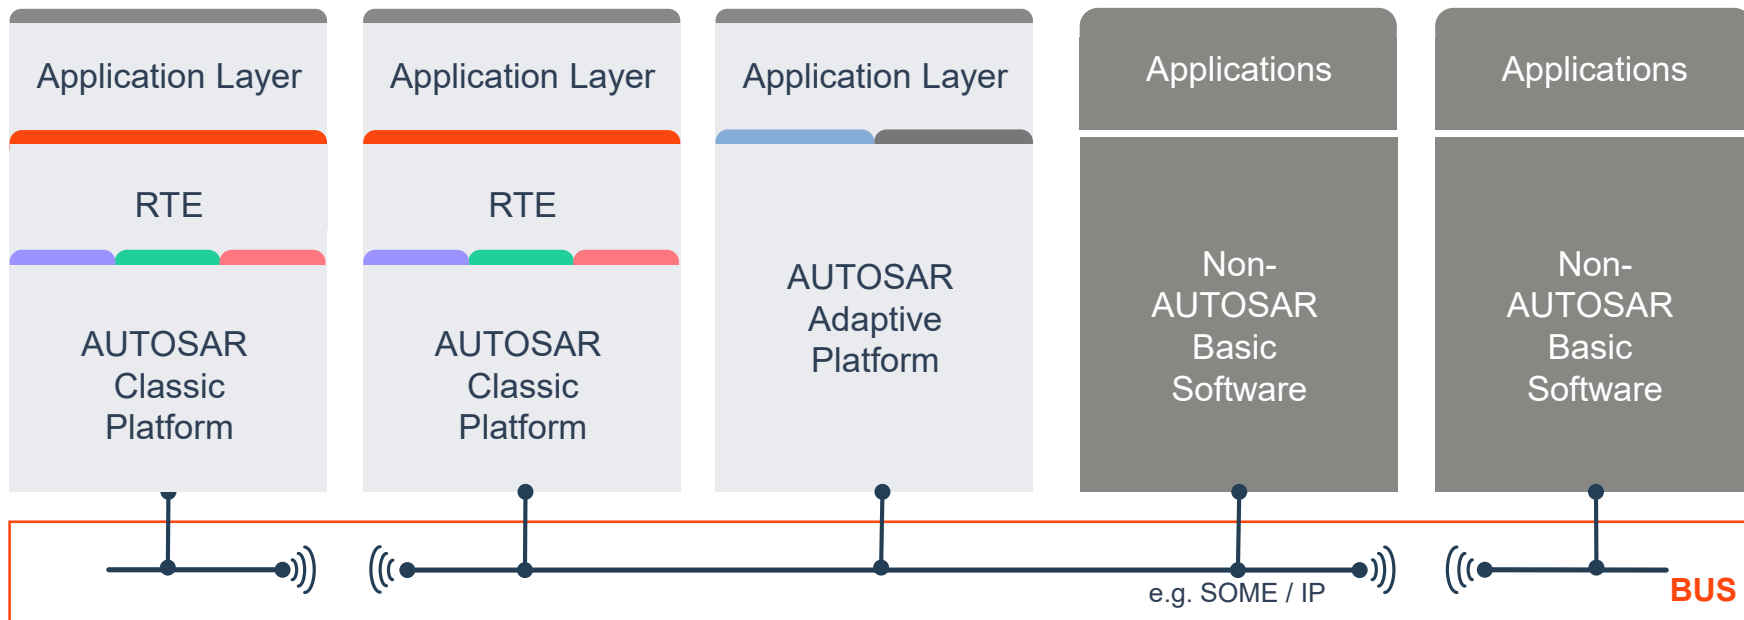 Application Layer
RTE
AUTOSAR
Classic
Platform
Application Layer
RTE
AUTOSAR
Classic
Platform
Application Layer
AUTOSAR
Adaptive
Platform
Applications
Non-
AUTOSAR
Basic
Software
Applications
Non-
AUTOSAR
Basic
Software
e.g. SOME / IP
BUS